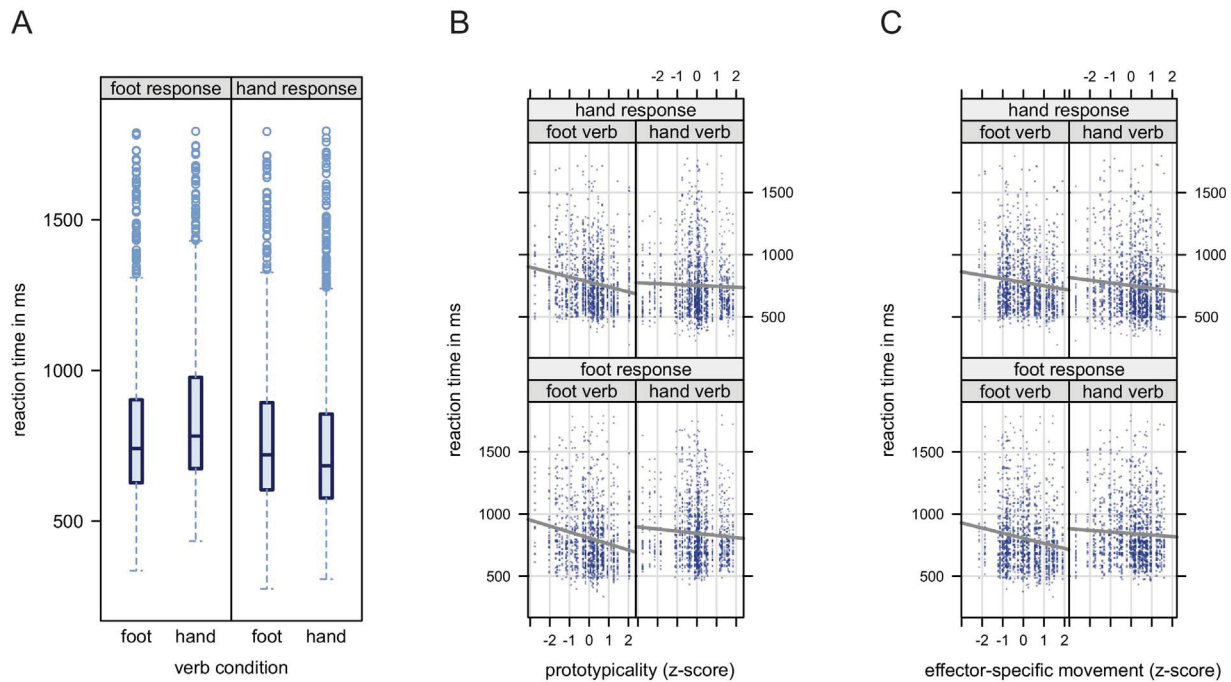 A
B
C
foot response hand response
reaction time in ms
1500
1000
500
foot hand foot hand
verb condition
-2 -1 0 1 2
hand response
foot verb hand verb
reaction time in ms
1500
1000
500
foot response
foot verb hand verb
1500
1000
500
-2 -1 0 1 2
prototypicality (z-score)
-2 -1 0 1 2
hand response
foot verb hand verb
reaction time in ms
1500
1000
500
foot response
foot verb hand verb
1500
1000
500
-2 -1 0 1 2
effector-specific movement (z-score)